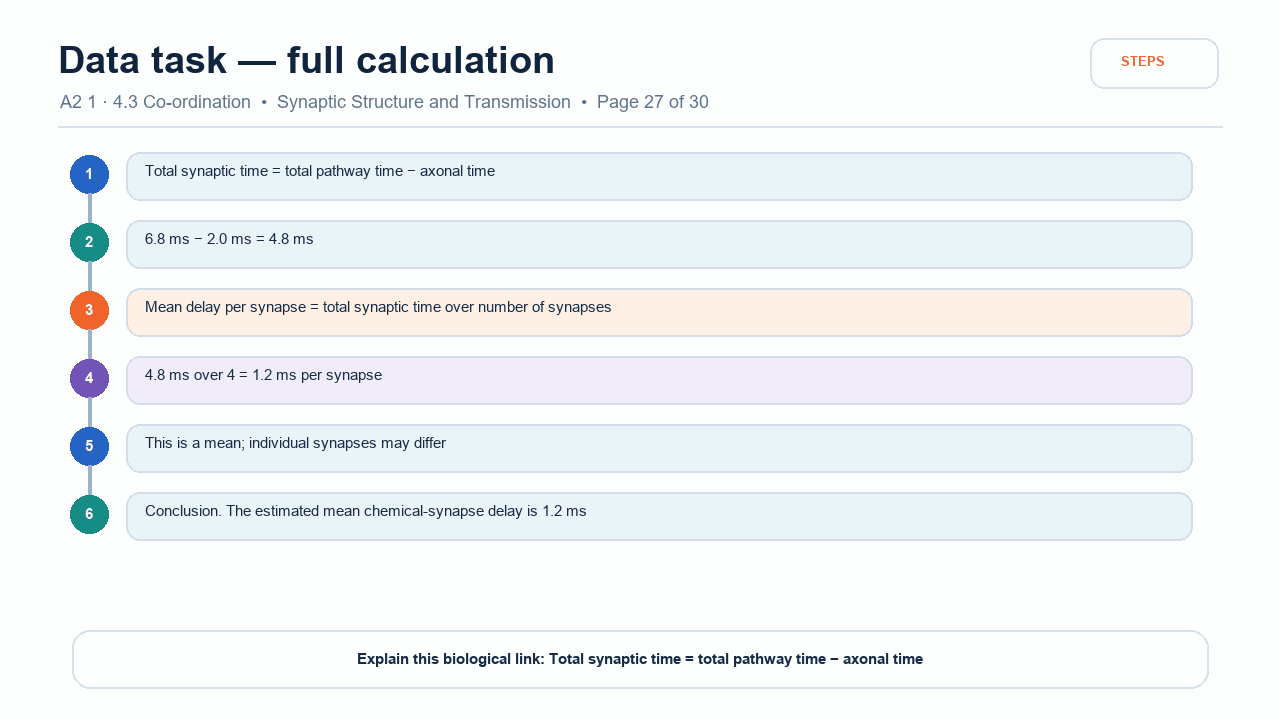 Data task — full calculation
STEPS
A2 1 · 4.3 Co-ordination • Synaptic Structure and Transmission • Page 27 of 30
1
Total synaptic time = total pathway time − axonal time
2
6.8 ms − 2.0 ms = 4.8 ms
3
Mean delay per synapse = total synaptic time over number of synapses
4
4.8 ms over 4 = 1.2 ms per synapse
5
This is a mean; individual synapses may differ
6
Conclusion. The estimated mean chemical-synapse delay is 1.2 ms
Explain this biological link: Total synaptic time = total pathway time − axonal time